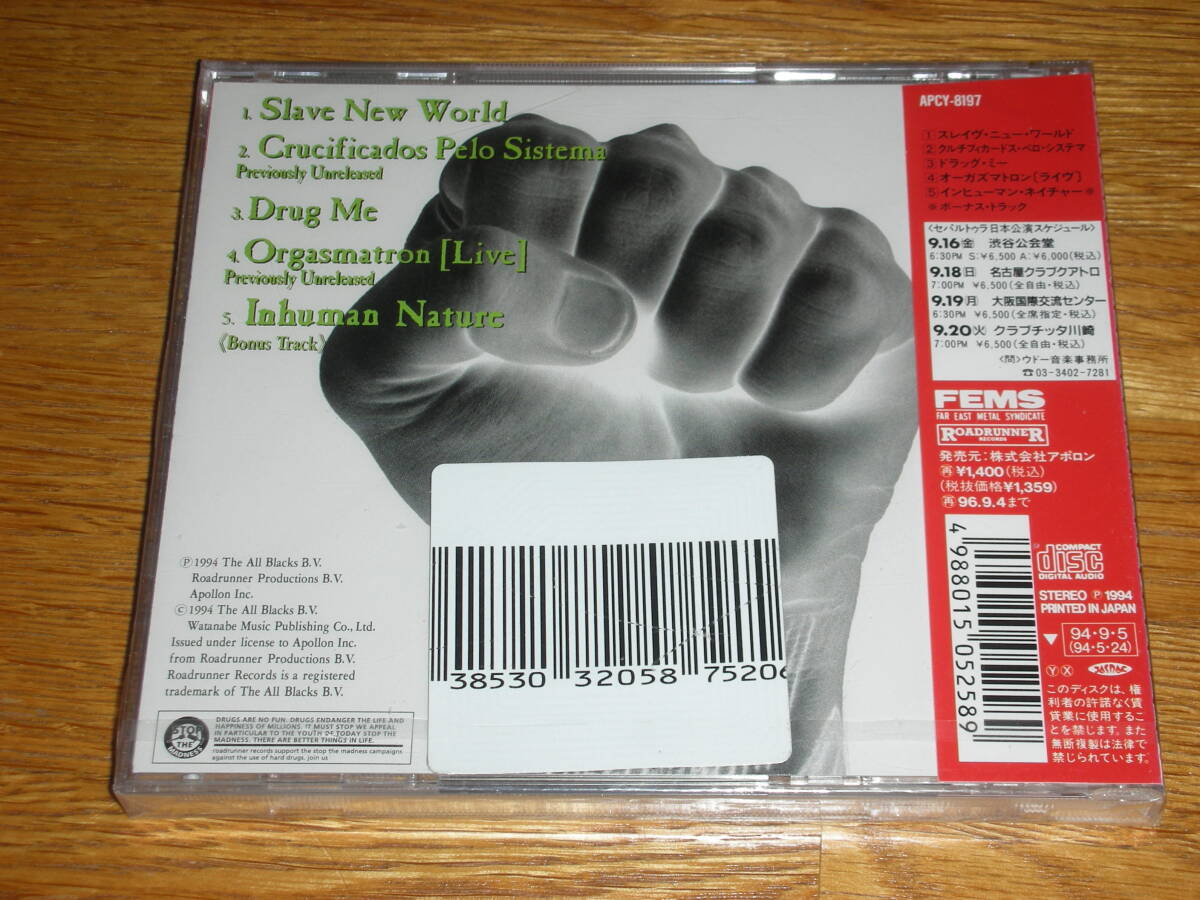 1. Slave New World
2. Crucificados Pelo Sistema
Previously Unreleased
3. Drug Me
4. Orgasmatron [Live]
Previously Unreleased
5. Inhuman Nature
《Bonus Track》
Ⓟ1994 The All Blacks B.V.
Roadrunner Productions B.V.
Apollon Inc.
©1994 The All Blacks B.V.
Watanabe Music Publishing Co., Ltd.
Issued under license to Apollon Inc.
from Roadrunner Productions B.V.
Roadrunner Records is a registered
trademark of The All Blacks B.V.
STOP
THE
MADNESS
DRUGS ARE NO FUN. DRUGS ENDANGER THE LIFE AND
HAPPINESS OF MILLIONS. IT MUST STOP WE APPEAL
IN PARTICULAR TO THE YOUTH OF TODAY STOP THE
MADNESS. THERE ARE BETTER THINGS IN LIFE.
roadrunner records support the stop the madness campaigns
against the use of hard drugs. join us
38530 32058 75206
APCY-8197
①スレイヴ・ニュー・ワールド
②クルチフィカードス・ペロ・システマ
③ドラッグ・ミー
④オーガズマトロン[ライヴ]
⑤インヒューマン・ネイチャー※
※ボーナス・トラック
〈セパルトゥラ日本公演スケジュール〉
9.16金 渋谷公会堂
6:30PM S:¥6,500 A:¥6,000(税込)
9.18日 名古屋クラブクアトロ
7:00PM ¥6,500(全自由・税込)
9.19月 大阪国際交流センター
6:30PM ¥6,500(全席指定・税込)
9.20火 クラブチッタ川崎
7:00PM ¥6,500(全自由・税込)
〈問〉ウドー音楽事務所
☎03-3402-7281
FEMS
FAR EAST METAL SYNDICATE
ROADRUNNER
RECORDS
発売元:株式会社アポロン
再¥1,400(税込)
(税抜価格¥1,359)
再96.9.4まで
4 988015 052589
COMPACT
disc
DIGITAL AUDIO
STEREO Ⓟ 1994
PRINTED IN JAPAN
▼ 94・9・5
(94・5・24)
Ⓨ Ⓧ JASRAC
このディスクは、権
利者の許諾なく賃
貸業に使用するこ
とを禁じます。また
無断複製は法律で
禁じられています。